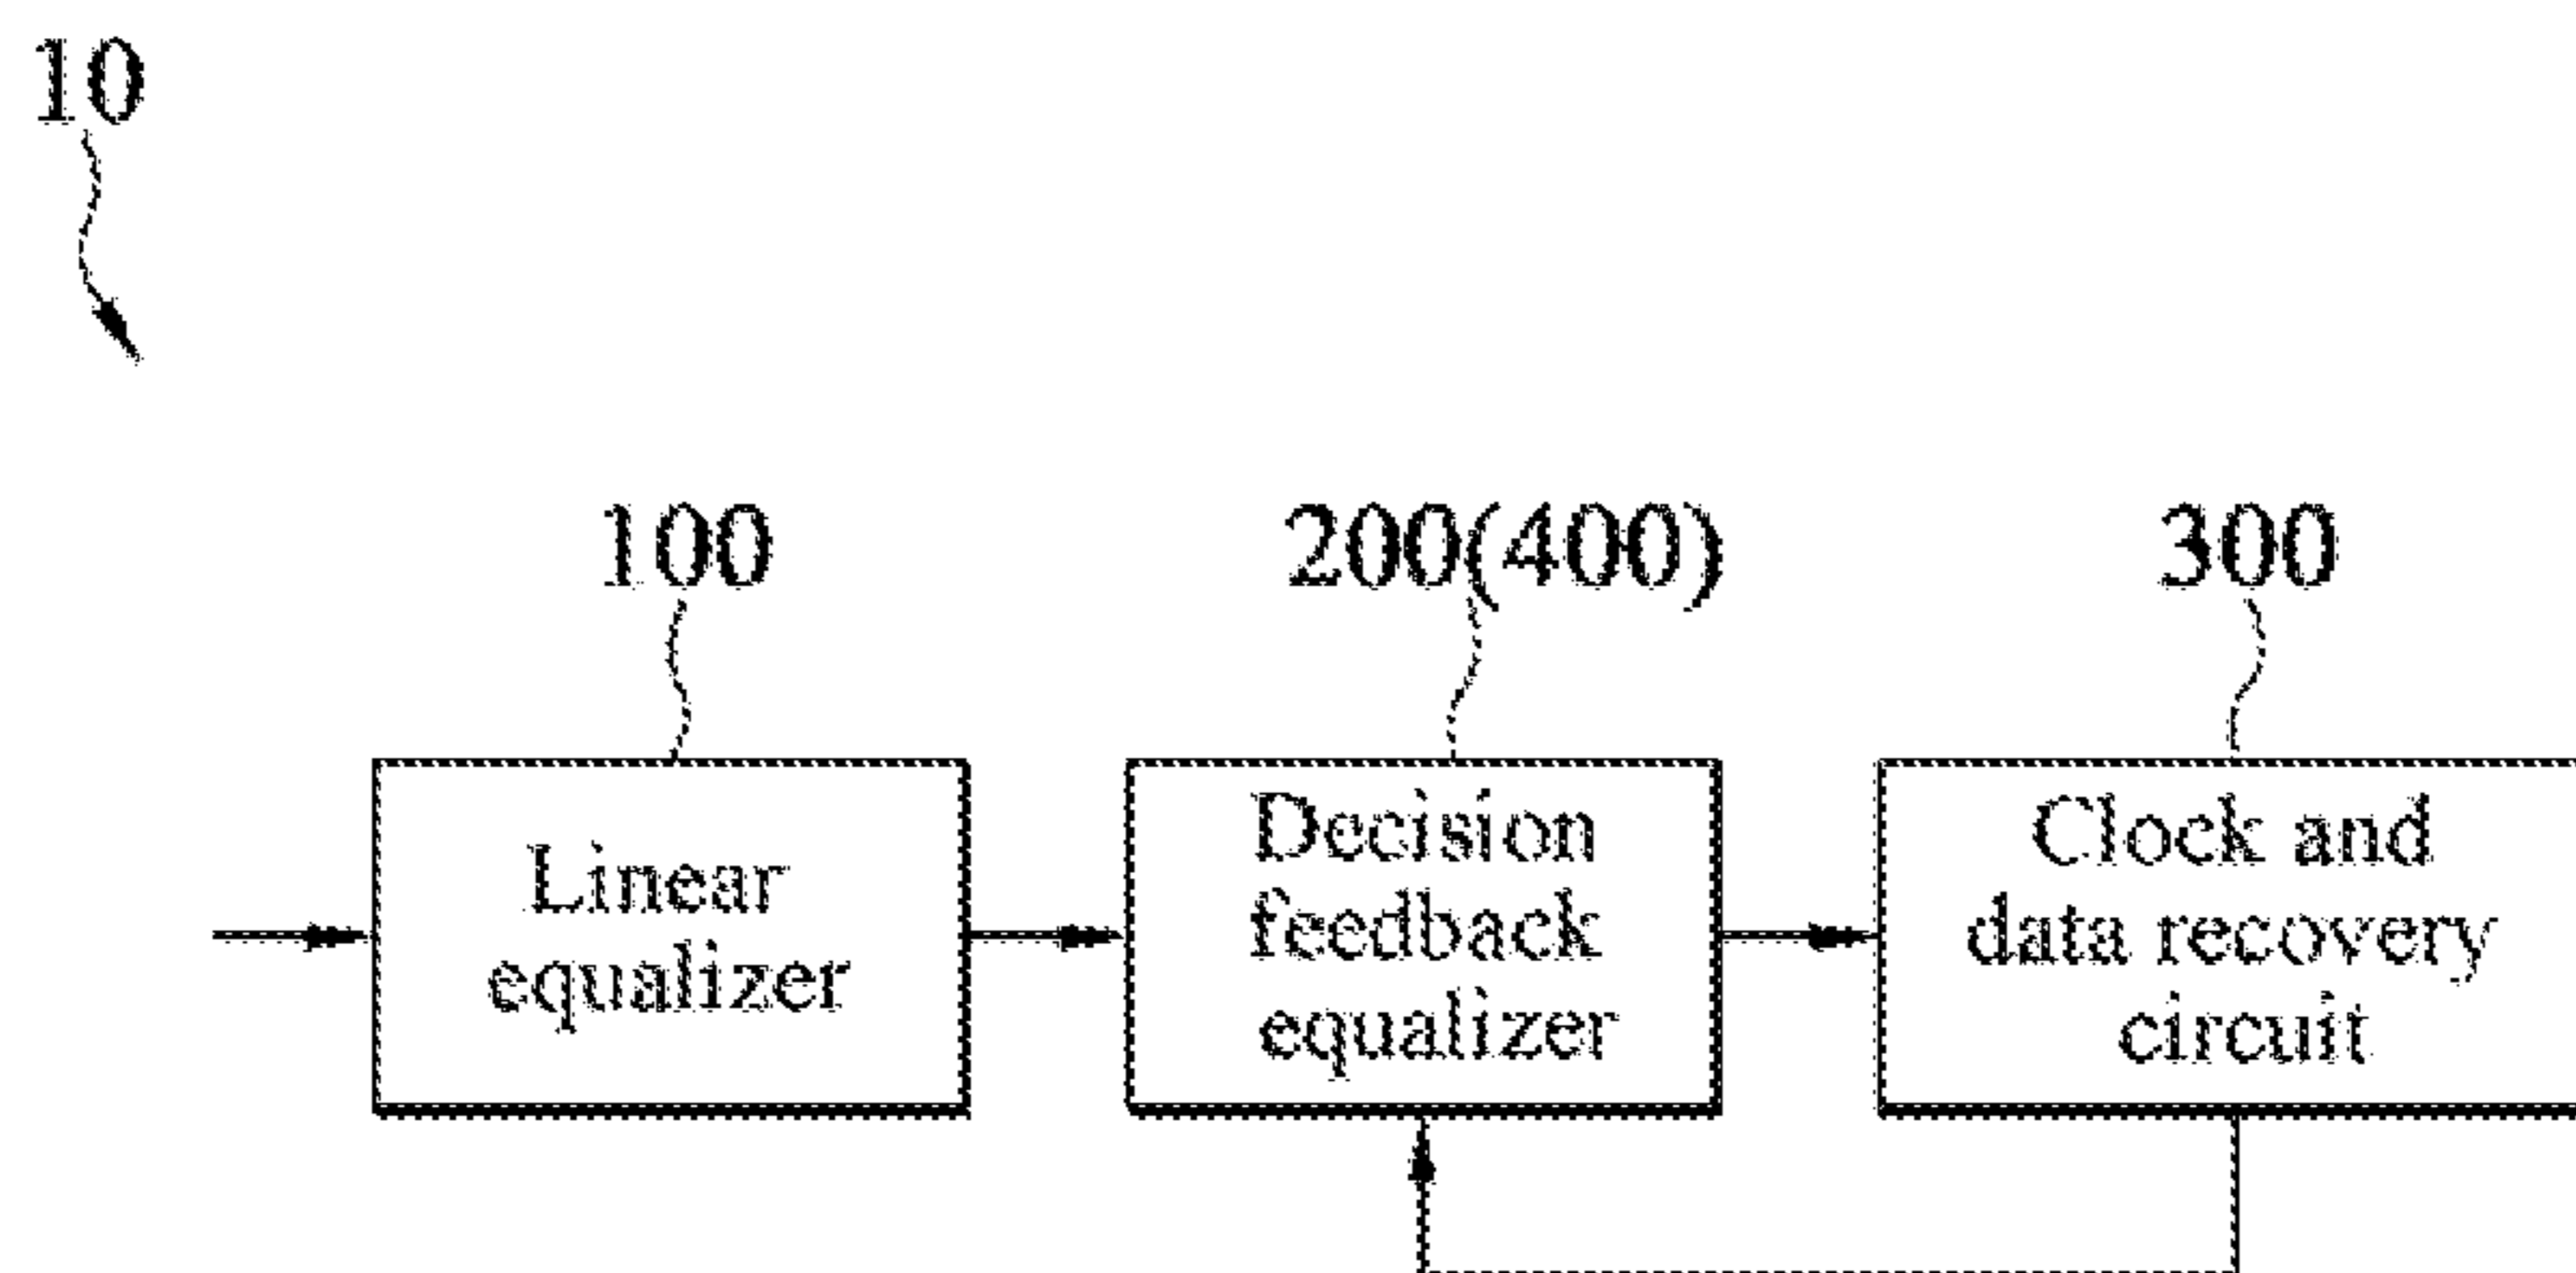 10
100
200(400)
300
Linear
equalizer
Decision
feedback
equalizer
Clock and
data recovery
circuit